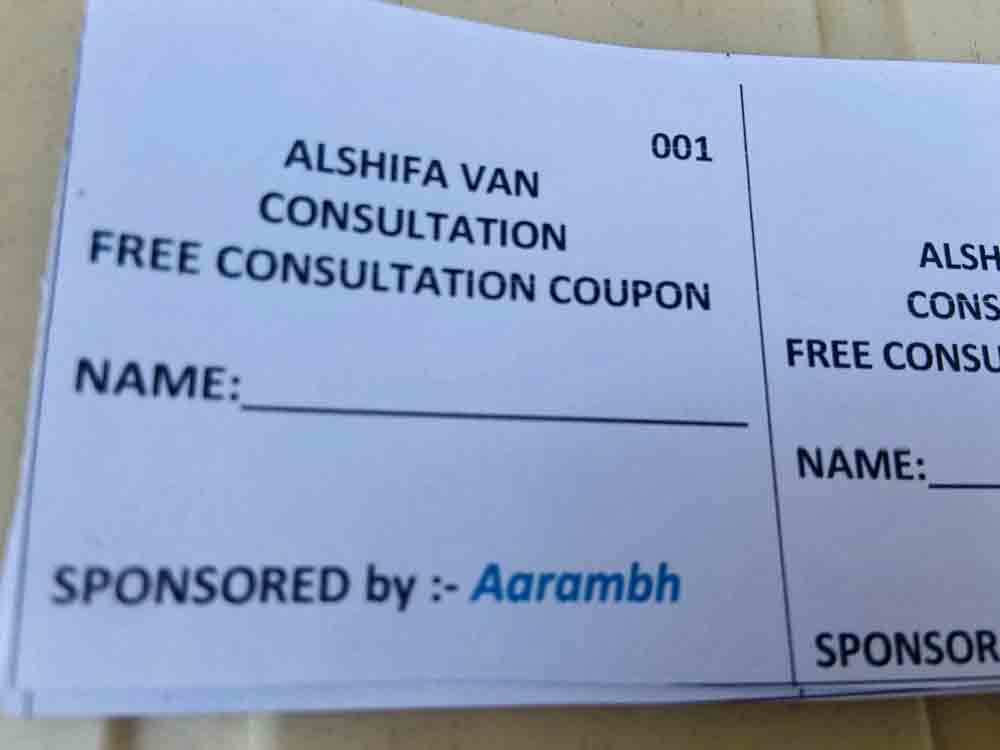 001
ALSHIFA VAN
CONSULTATION
FREE CONSULTATION COUPON
NAME:
SPONSORED by :- Aarambh
ALSH
CONS
FREE CONSU
NAME:
SPONSOR